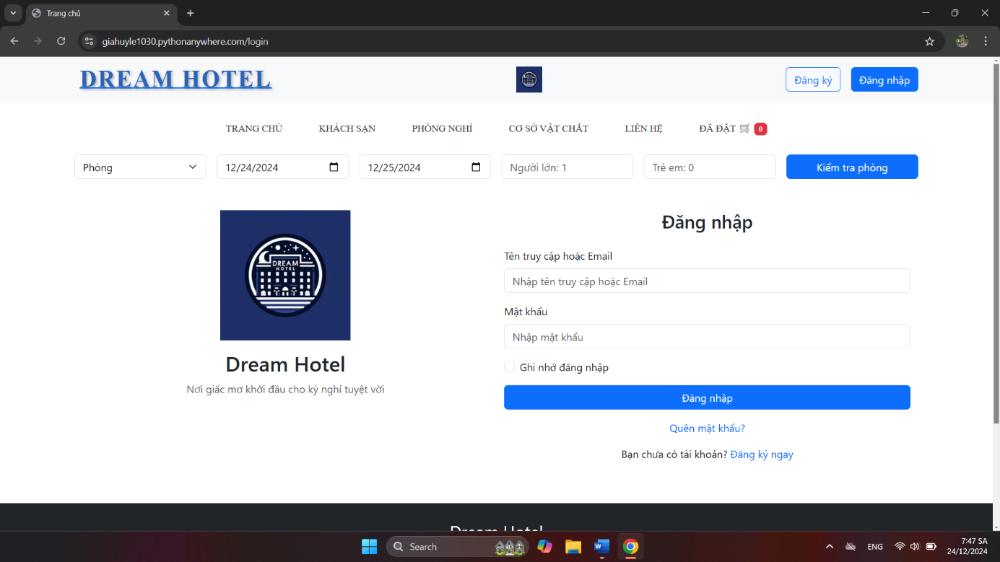 Trang chủ
giahuyle1030.pythonanywhere.com/login
DREAM HOTEL
Đăng ký
Đăng nhập
TRANG CHỦ KHÁCH SẠN PHÒNG NGHỈ CƠ SỞ VẬT CHẤT LIÊN HỆ ĐÃ ĐẶT 🛒 0
Phòng 12/24/2024 12/25/2024 Người lớn: 1 Trẻ em: 0 Kiểm tra phòng
DREAM
HOTEL
Dream Hotel
Nơi giấc mơ khởi đầu cho kỳ nghỉ tuyệt vời
Đăng nhập
Tên truy cập hoặc Email
Nhập tên truy cập hoặc Email
Mật khẩu
Nhập mật khẩu
Ghi nhớ đăng nhập
Đăng nhập
Quên mật khẩu?
Bạn chưa có tài khoản? Đăng ký ngay
Dream Hotel
Search
ENG
7:47 SA
24/12/2024